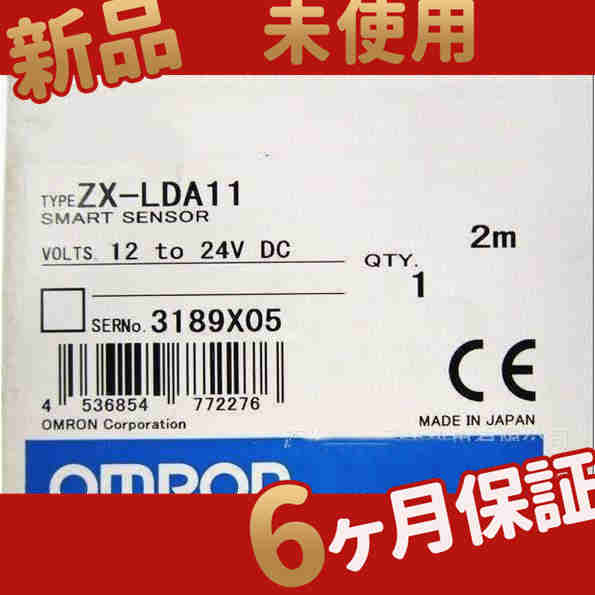 新品 未使用
TYPE ZX-LDA11
SMART SENSOR
VOLTS. 12 to 24V DC
2m
QTY.
1
SERNo. 3189X05
4 536854 772276
OMRON Corporation
MADE IN JAPAN
OMRON
6ヶ月保証